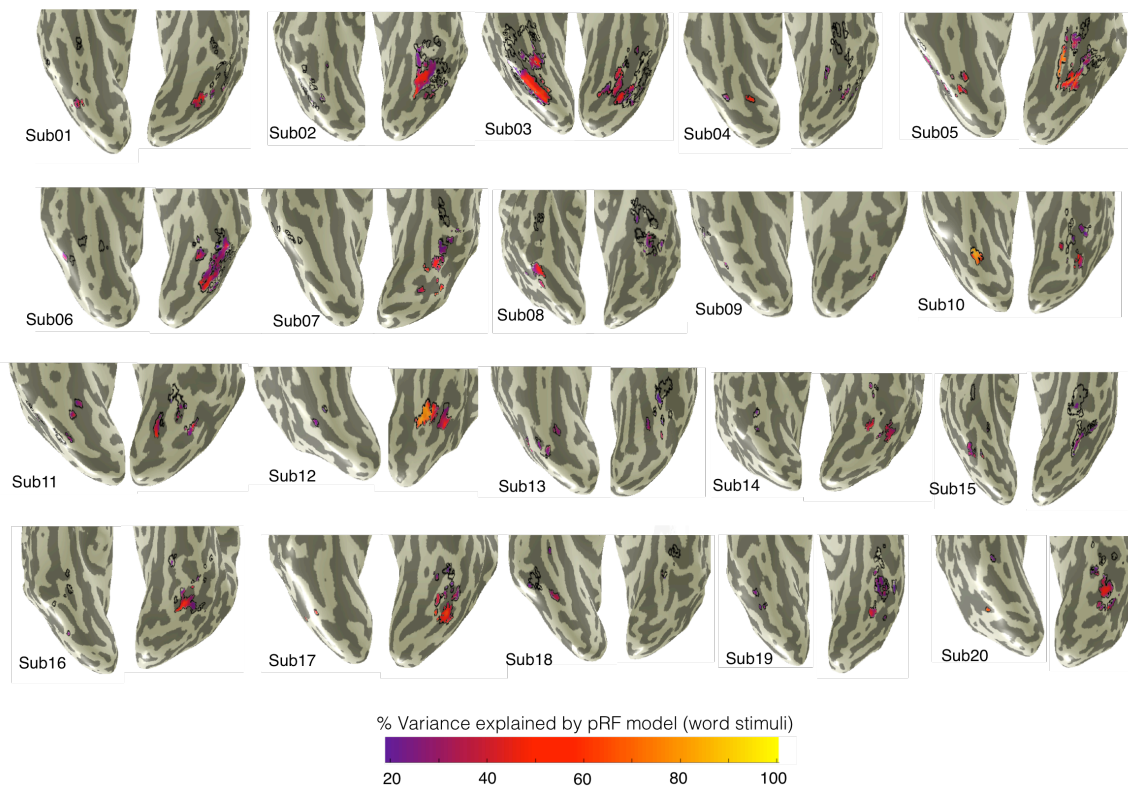 Sub01
Sub02
Sub03
Sub04
Sub05
Sub06
Sub07
Sub08
Sub09
Sub10
Sub11
Sub12
Sub13
Sub14
Sub15
Sub16
Sub17
Sub18
Sub19
Sub20
% Variance explained by pRF model (word stimuli)
20 40 60 80 100